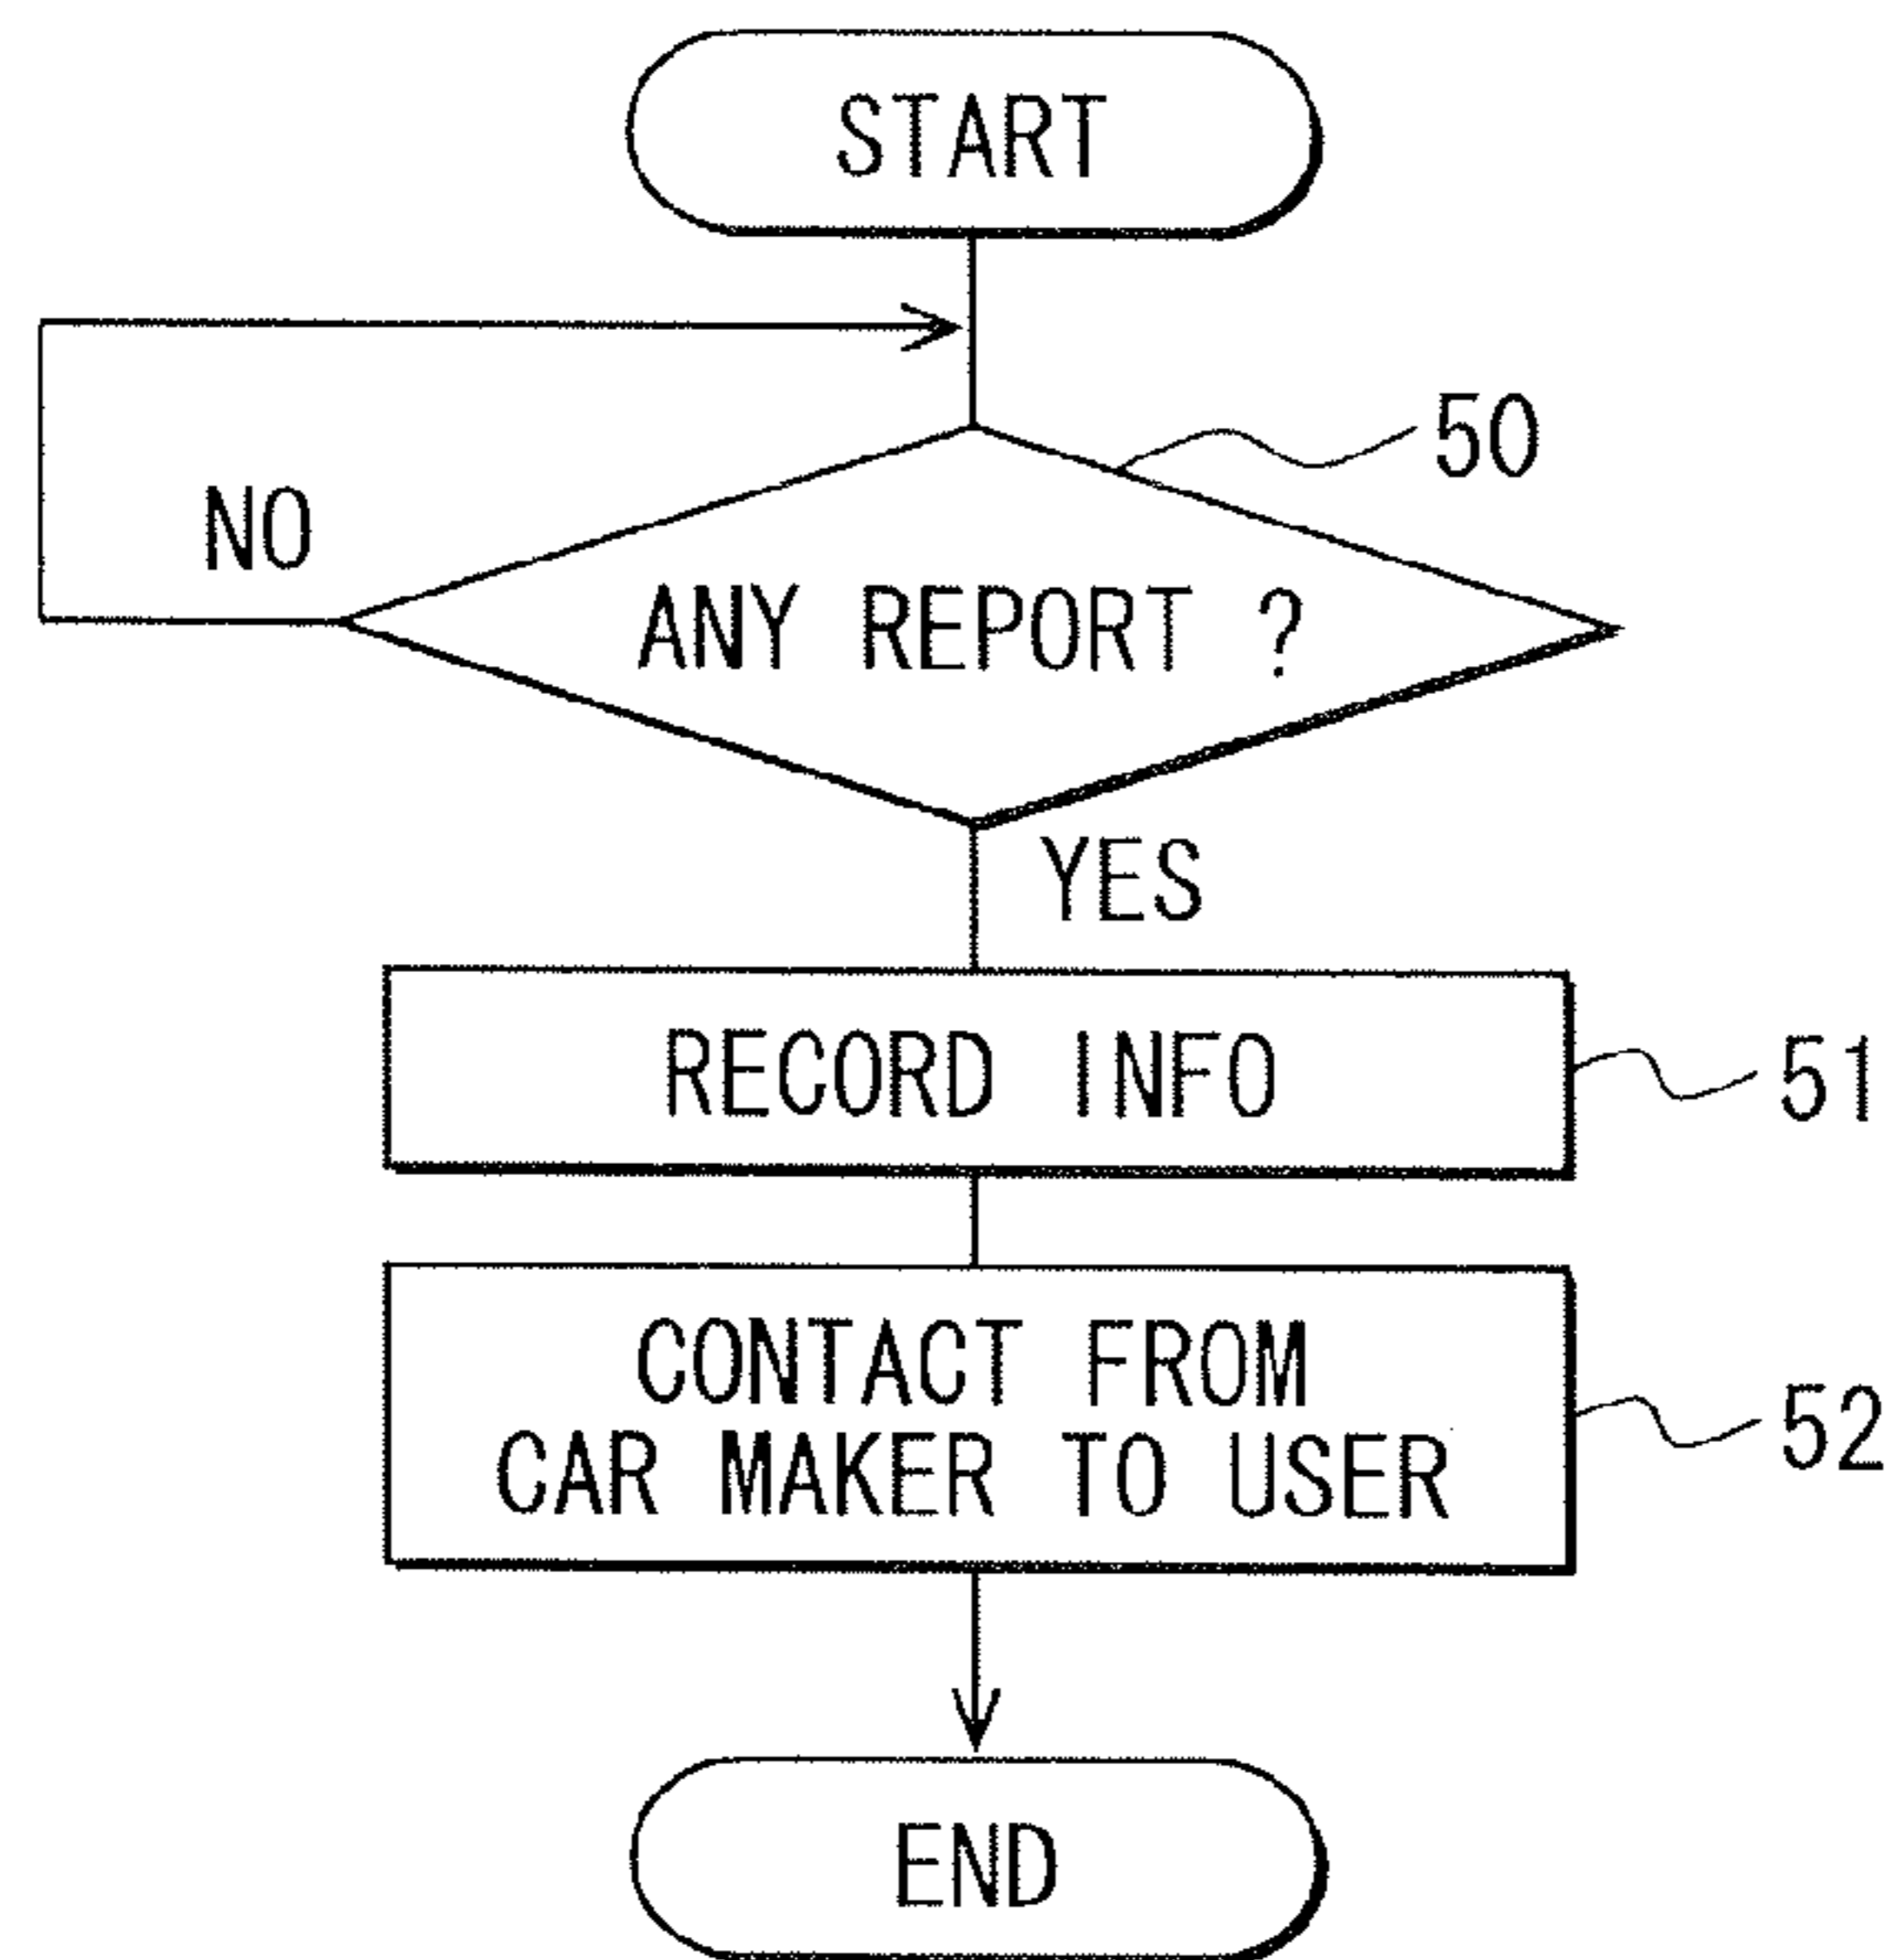 START
50
NO
ANY REPORT ?
YES
RECORD INFO
51
CONTACT FROM
CAR MAKER TO USER
52
END